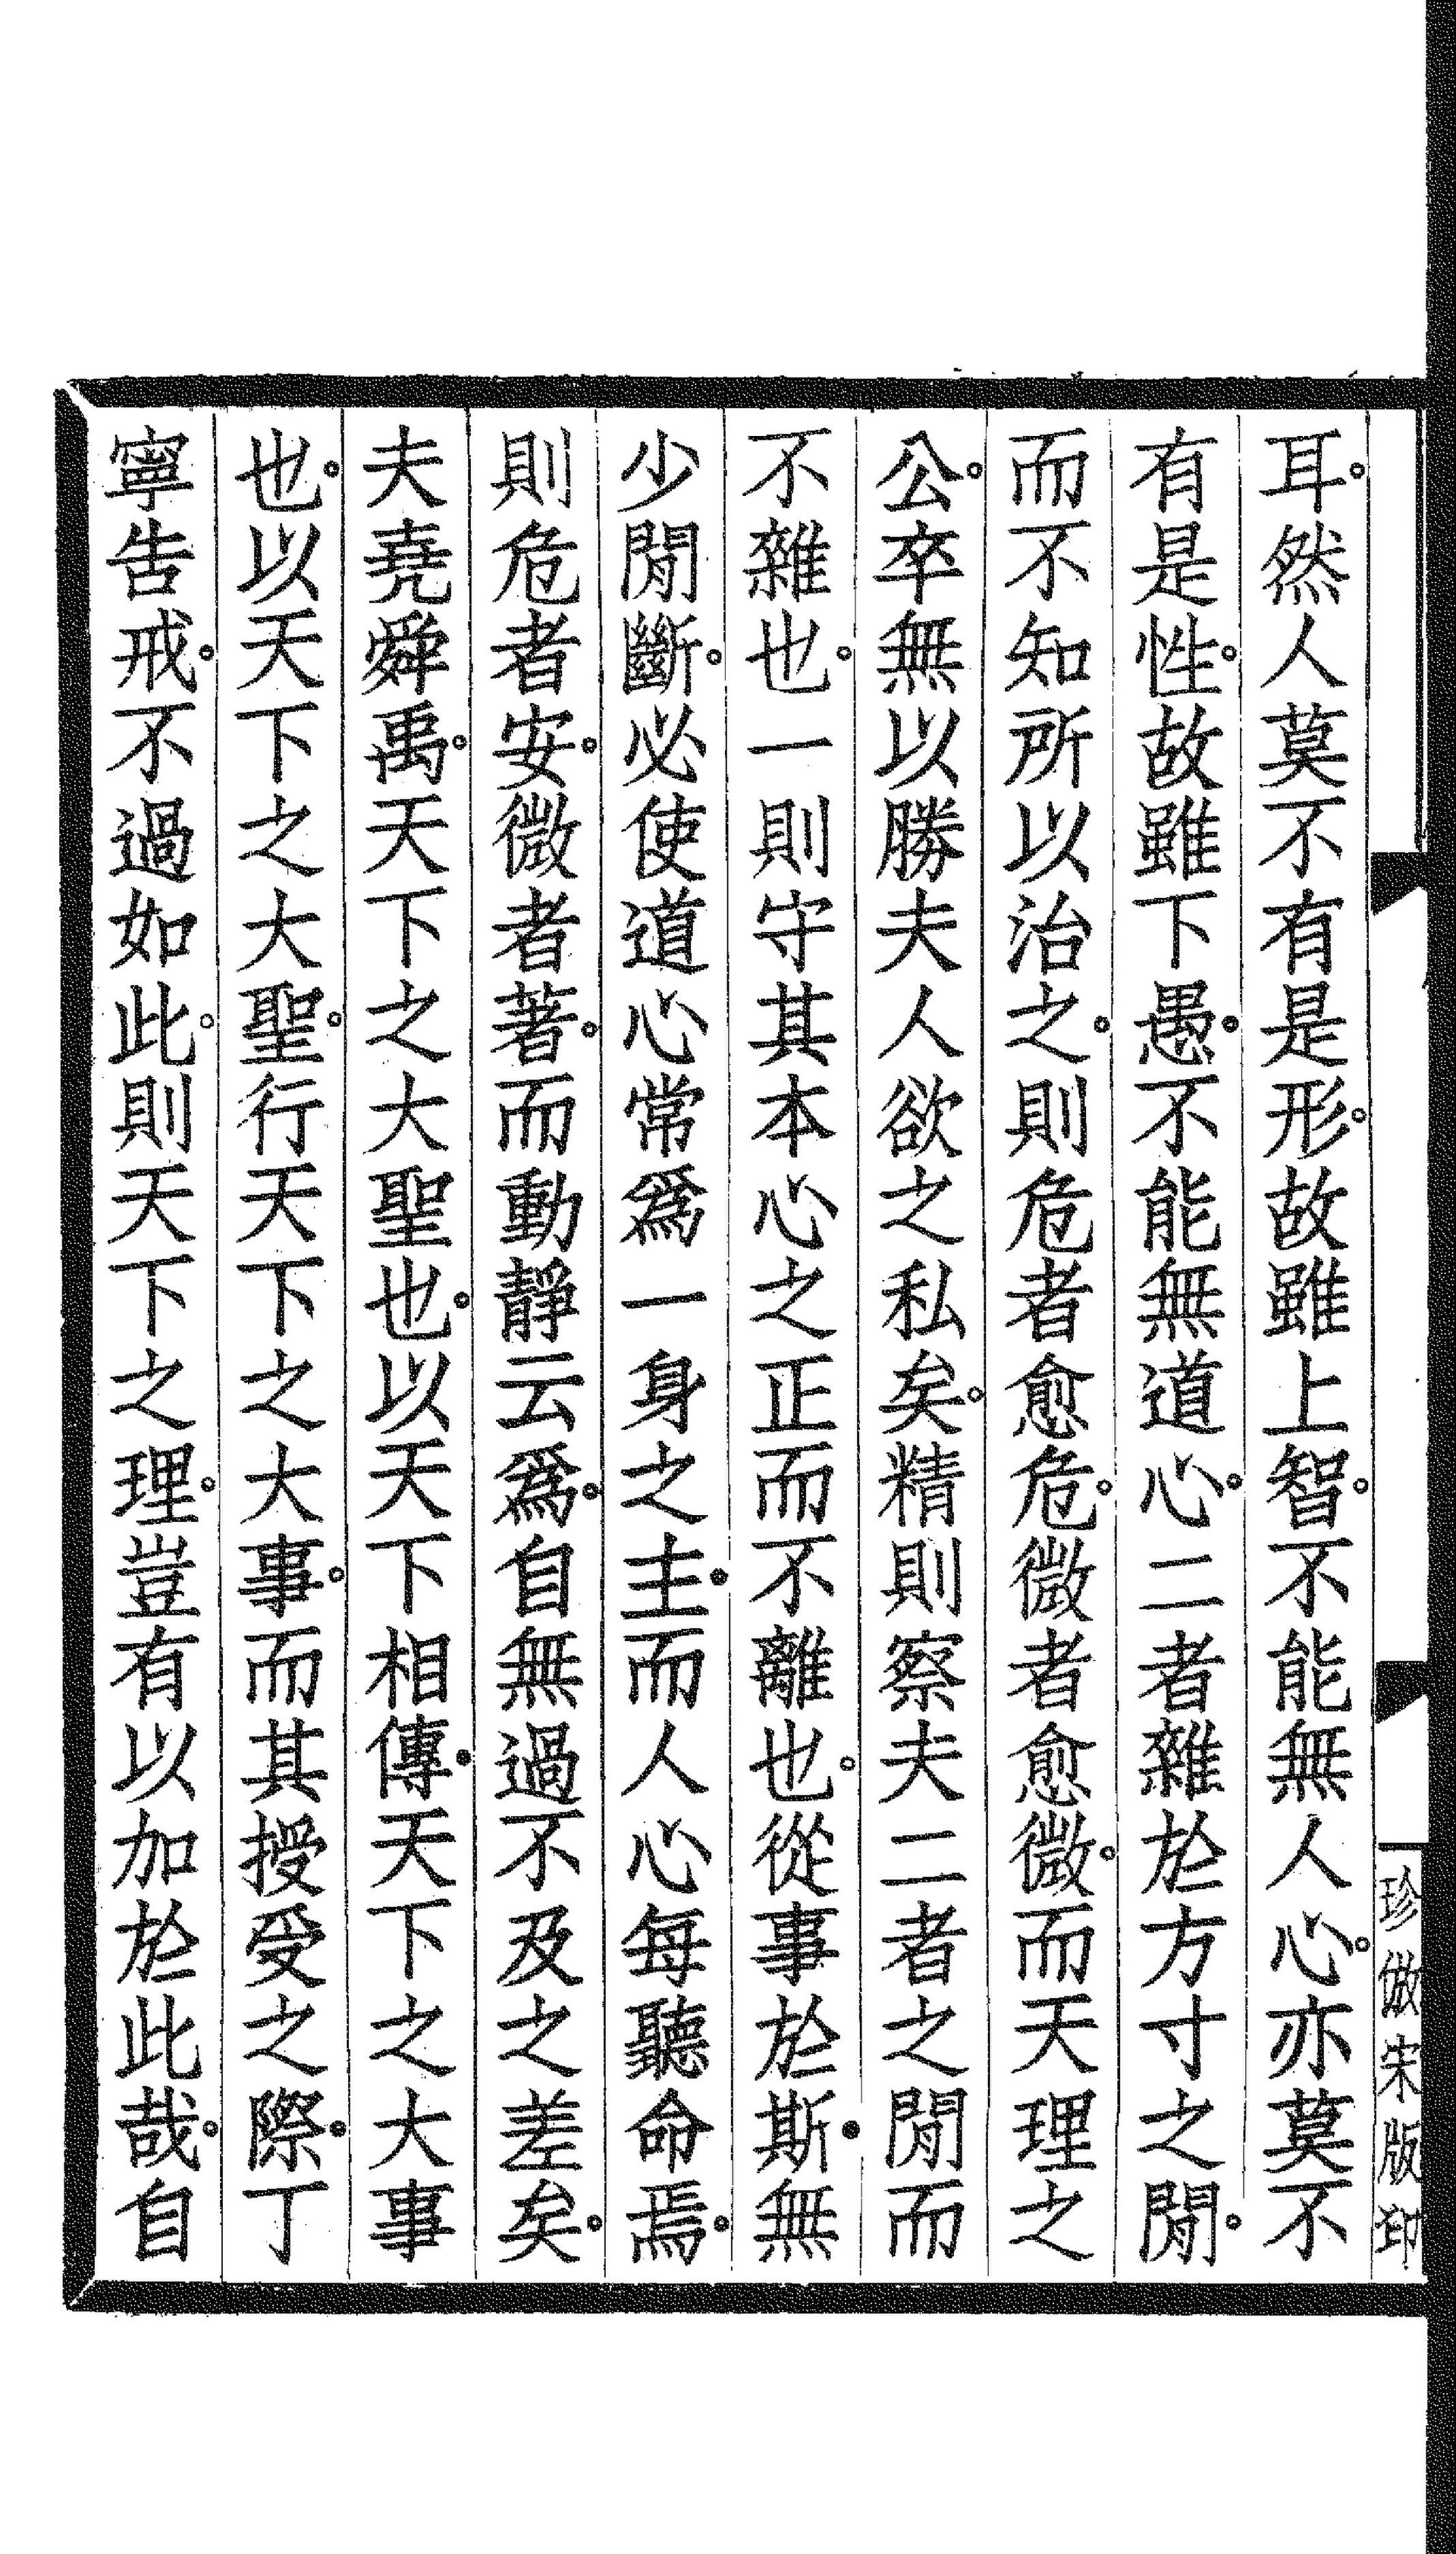 珍倣宋版印
耳。然人莫不有是形。故雖上智。不能無人心。亦莫不
有是性。故雖下愚。不能無道心。二者雜於方寸之閒。
而不知所以治之。則危者愈危。微者愈微。而天理之
公。卒無以勝夫人欲之私矣。精則察夫二者之閒而
不雜也。一則守其本心之正而不離也。從事於斯。無
少閒斷。必使道心常爲一身之主。而人心每聽命焉。
則危者安。微者著。而動靜云爲。自無過不及之差矣。
夫堯舜禹。天下之大聖也。以天下相傳。天下之大事
也。以天下之大聖。行天下之大事。而其授受之際。丁
寧告戒。不過如此。則天下之理。豈有以加於此哉。自